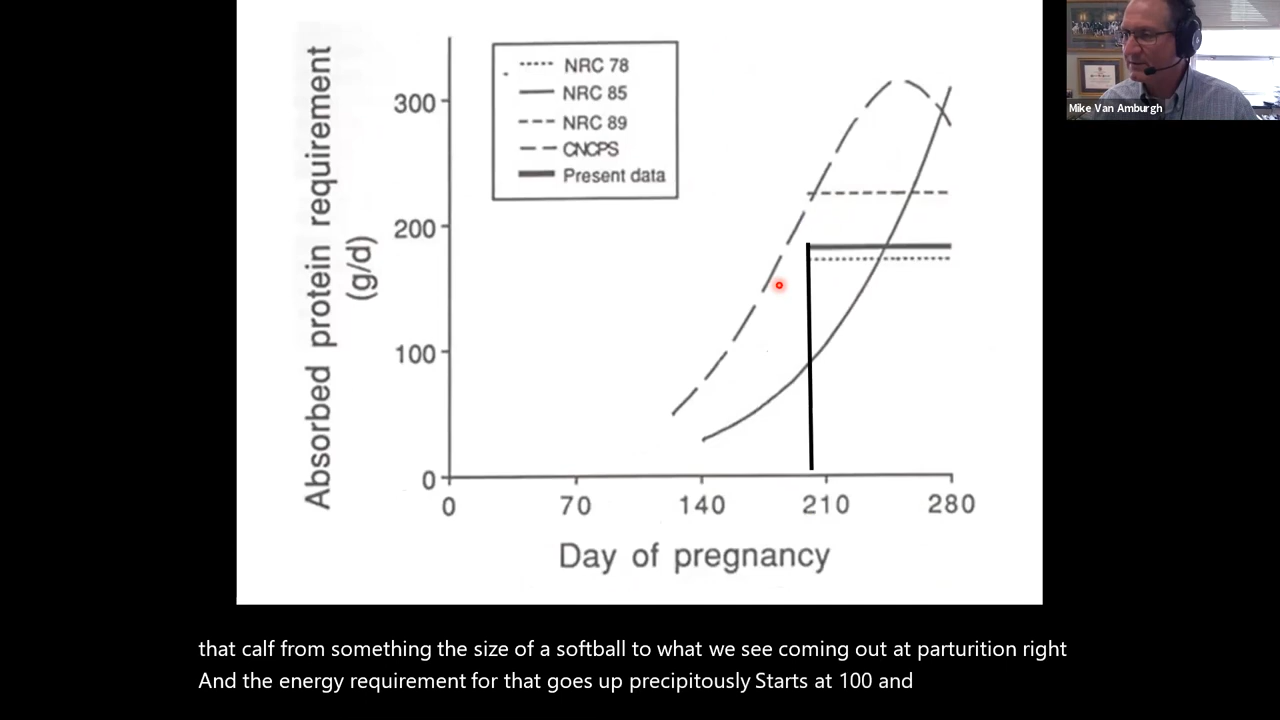 Absorbed protein requirement
(g/d)
300
200
100
0
NRC 78
NRC 85
NRC 89
CNCPS
Present data
0 70 140 210 280
Day of pregnancy
Mike Van Amburgh
that calf from something the size of a softball to what we see coming out at parturition right
And the energy requirement for that goes up precipitously Starts at 100 and